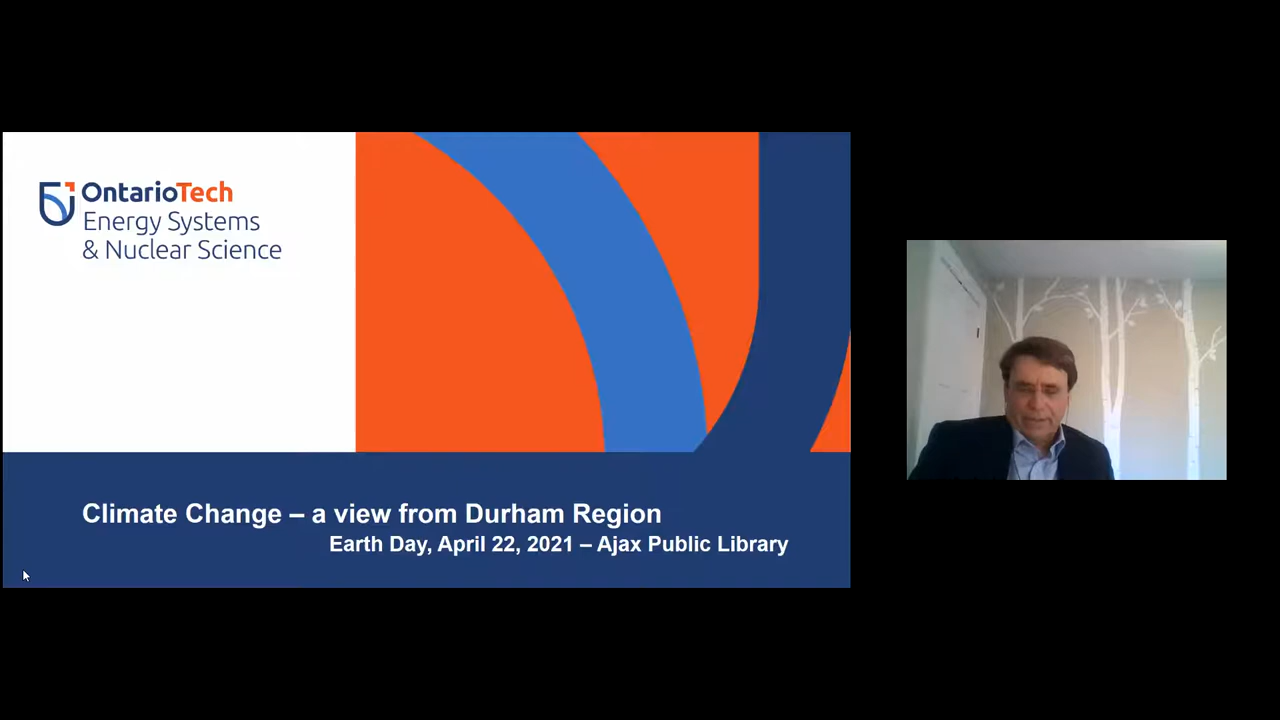 OntarioTech
Energy Systems
& Nuclear Science
Climate Change – a view from Durham Region
Earth Day, April 22, 2021 – Ajax Public Library